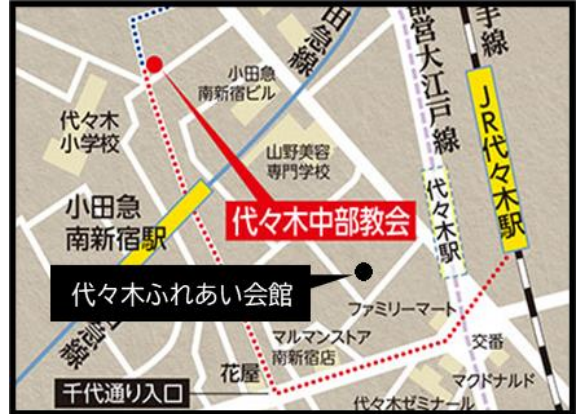 田急線
都営大江戸線
手線
小田急
南新宿ビル
代々木
小学校
山野美容
専門学校
JR代々木駅
代々木駅
小田急
南新宿駅
代々木中部教会
代々木ふれあい会館
ファミリーマート
急線
マルマンストア
南新宿店
交番
花屋
千代通り入口
マクドナルド
代々木ゼミナール